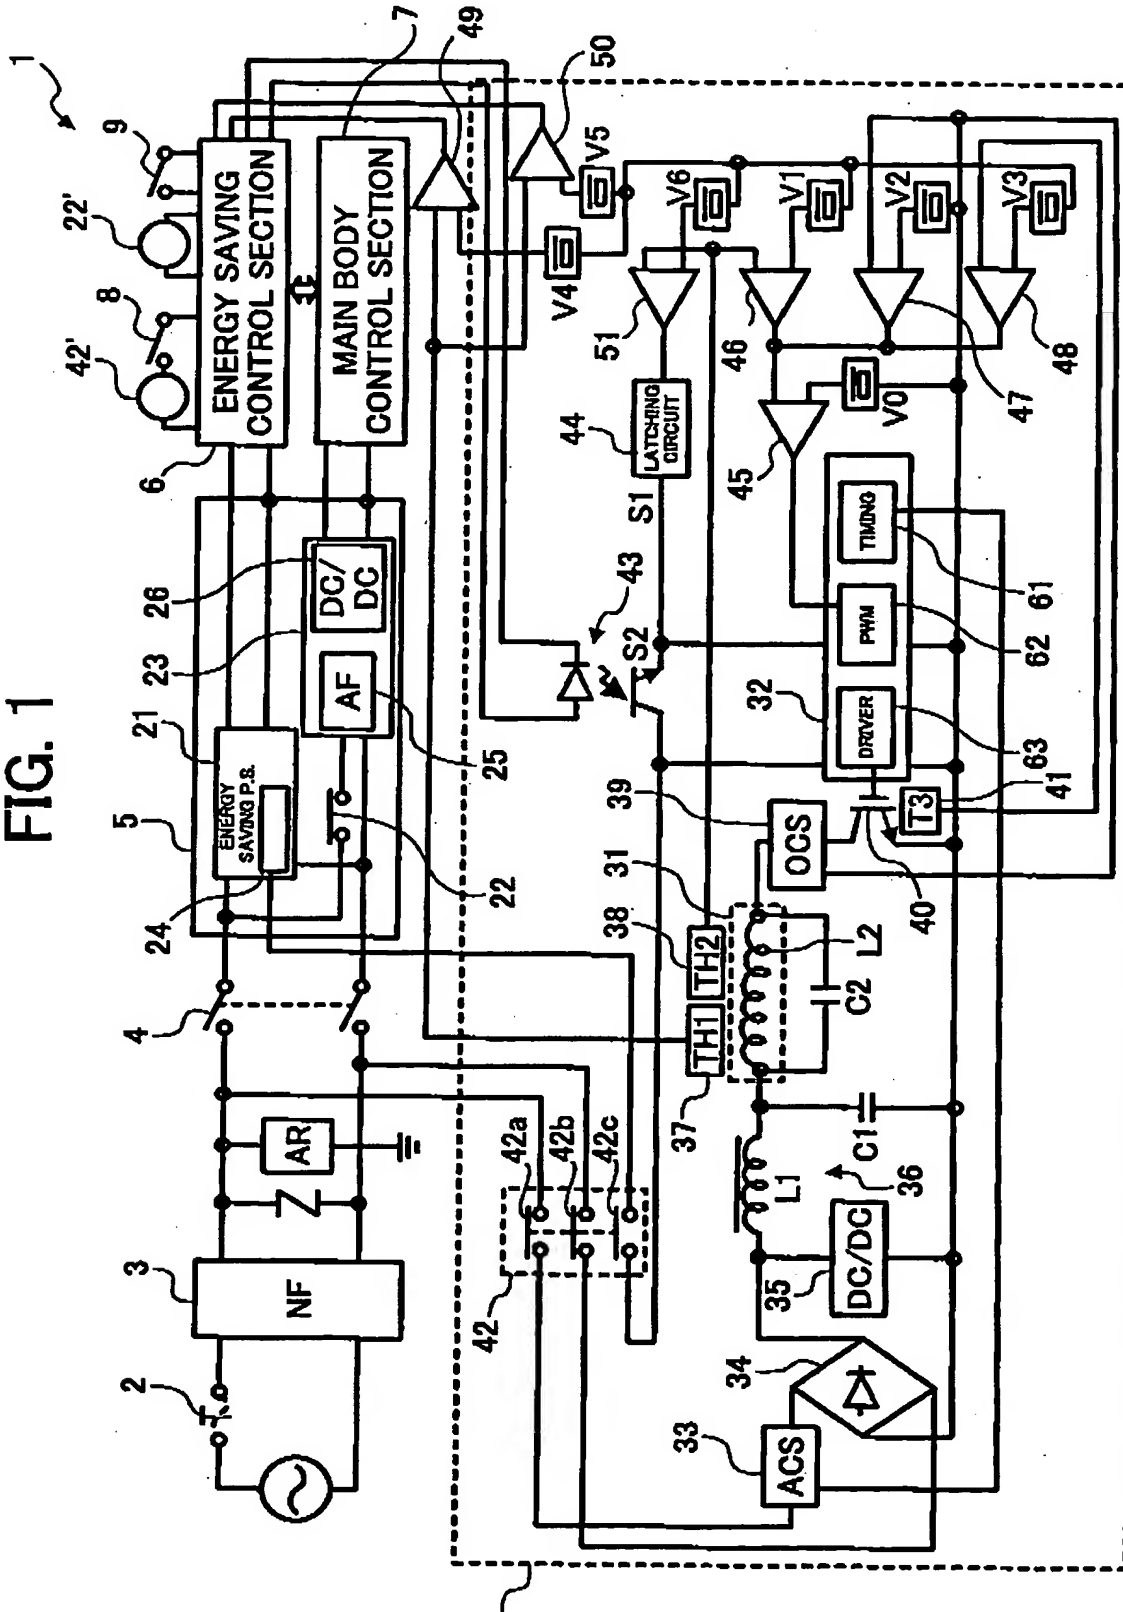 FIG. 1
1
2
3
NF
AR
4
5
21
ENERGY
SAVING P.S.
24
22
23
26
DC/
DC
AF
25
6
42'
8
22'
9
ENERGY SAVING
CONTROL SECTION
7
MAIN BODY
CONTROL SECTION
49
50
V5
V4
V6
V1
V2
V3
51
46
47
48
45
V0
44
LATCHING
CIRCUIT
S1
S2
43
42
42a
42b
42c
37
TH1
38
TH2
31
39
OCS
32
DRIVER
PWM
TIMING
63
62
61
41
T3
40
L2
C2
C1
L1
36
35
DC/DC
34
33
ACS